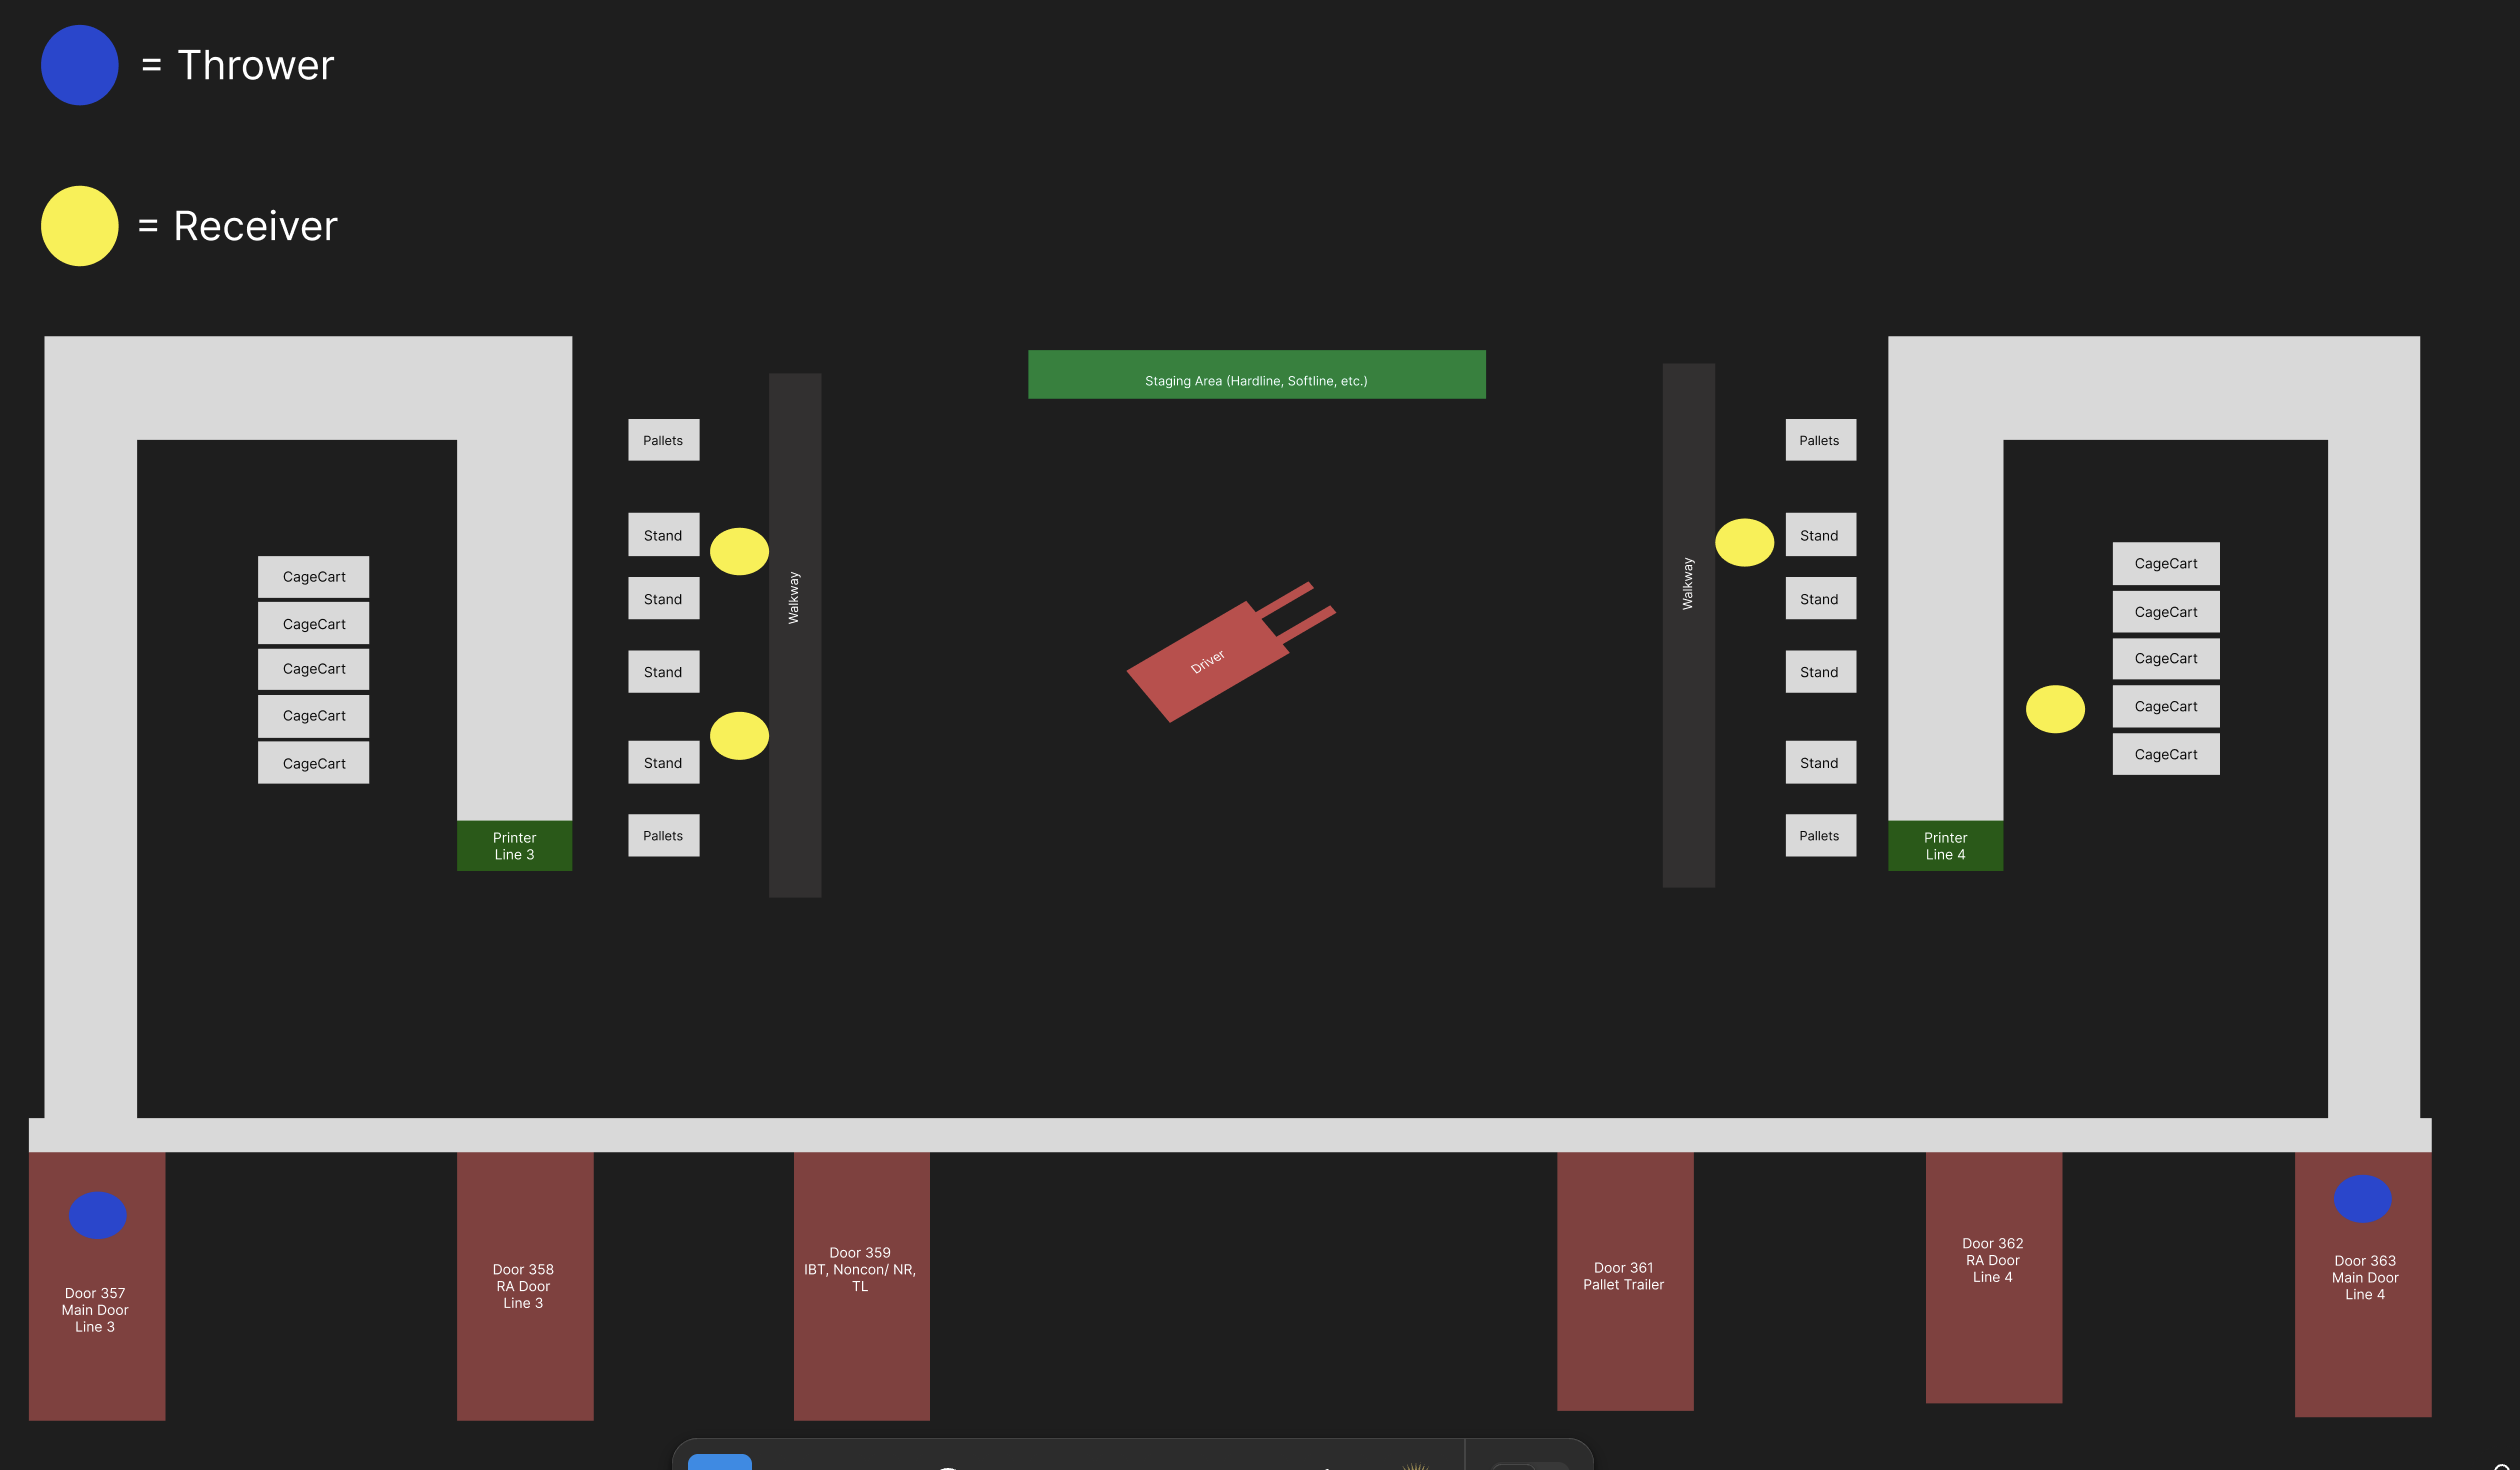 = Thrower
= Receiver
Staging Area (Hardline, Softline, etc.)
Pallets
Stand
Stand
Stand
Stand
Pallets
Walkway
CageCart
CageCart
CageCart
CageCart
CageCart
Printer
Line 3
Driver
Walkway
Pallets
Stand
Stand
Stand
Stand
Pallets
CageCart
CageCart
CageCart
CageCart
CageCart
Printer
Line 4
Door 357
Main Door
Line 3
Door 358
RA Door
Line 3
Door 359
IBT, Noncon/ NR,
TL
Door 361
Pallet Trailer
Door 362
RA Door
Line 4
Door 363
Main Door
Line 4